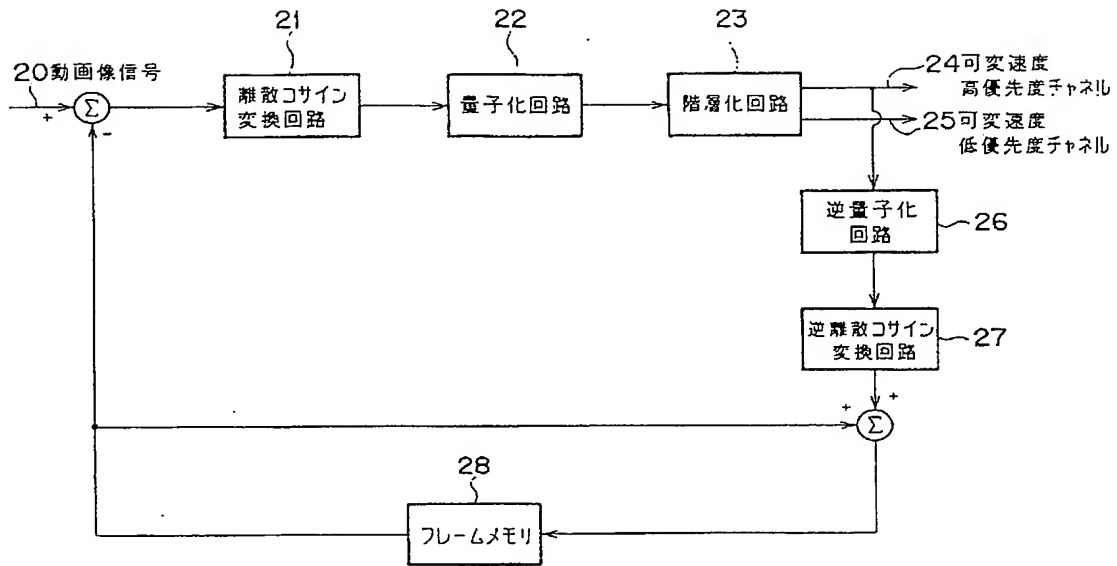 21
22
23
20動画像信号
24可変速度
高優先度チャネル
離散コサイン
変換回路
量子化回路
階層化回路
25可変速度
低優先度チャネル
+
Σ
-
逆量子化
回路
26
逆離散コサイン
変換回路
27
+
+
Σ
28
フレームメモリ